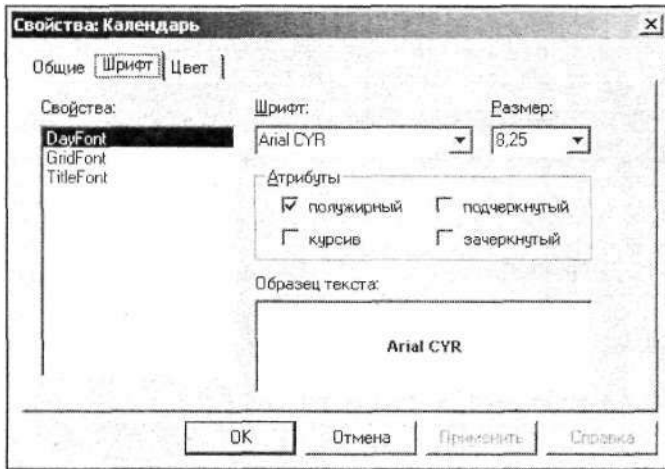 Свойства: Календарь
Общие Шрифт Цвет
Свойства:
DayFont
GridFont
TitleFont
Шрифт:
Arial CYR
Размер:
8,25
Атрибуты
полужирный
подчеркнутый
курсив
зачеркнутый
Образец текста:
Arial CYR
OK Отмена Применить Справка